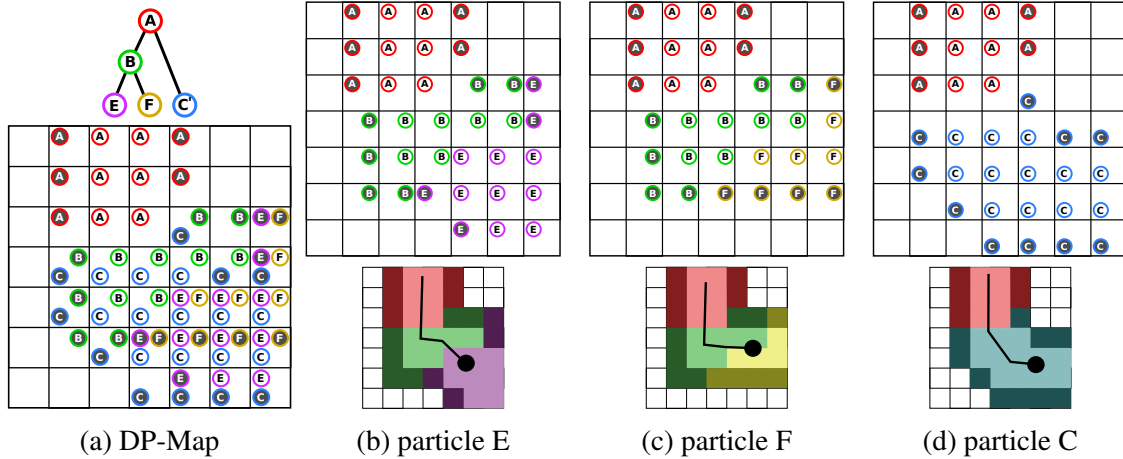 A
B
E F C'
A A A A
A A A A
A A A B B E F
C
B B B B B E F
C C C C C C
B B B E F E F E F
C C C C C C
B B E F E F E F E F
C C C C C
E E E
C C C C
(a) DP-Map
A A A A
A A A A
A A A B B E
B B B B B E
B B B E E E
B B E E E E
E E E
(b) particle E
A A A A
A A A A
A A A B B F
B B B B B F
B B B F F F
B B F F F F
(c) particle F
A A A A
A A A A
A A A
C
C C C C C C
C C C C C C
C C C C C
C C C C
(d) particle C